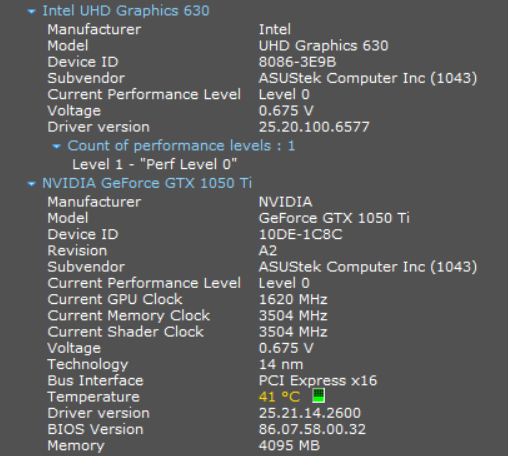 Intel UHD Graphics 630
Manufacturer Intel
Model UHD Graphics 630
Device ID 8086-3E9B
Subvendor ASUStek Computer Inc (1043)
Current Performance Level Level 0
Voltage 0.675 V
Driver version 25.20.100.6577
Count of performance levels : 1
Level 1 - "Perf Level 0"
NVIDIA GeForce GTX 1050 Ti
Manufacturer NVIDIA
Model GeForce GTX 1050 Ti
Device ID 10DE-1C8C
Revision A2
Subvendor ASUStek Computer Inc (1043)
Current Performance Level Level 0
Current GPU Clock 1620 MHz
Current Memory Clock 3504 MHz
Current Shader Clock 3504 MHz
Voltage 0.675 V
Technology 14 nm
Bus Interface PCI Express x16
Temperature 41 °C
Driver version 25.21.14.2600
BIOS Version 86.07.58.00.32
Memory 4095 MB